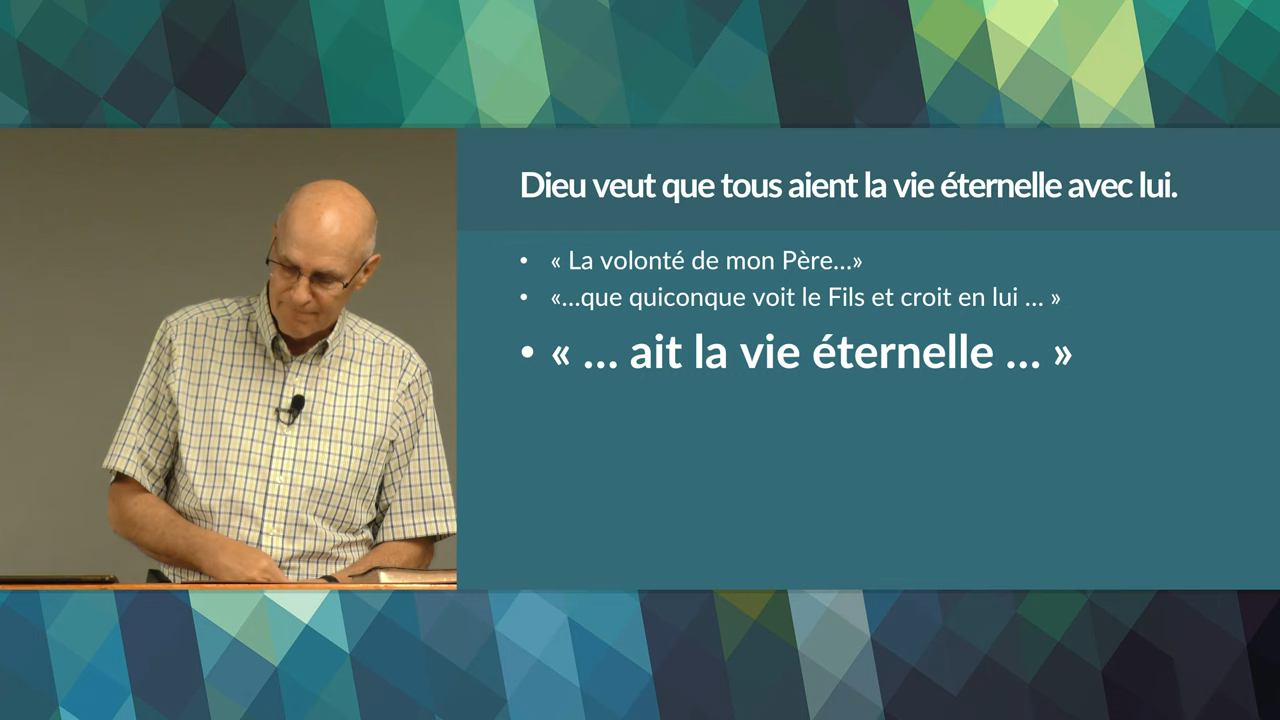 Dieu veut que tous aient la vie éternelle avec lui.
• « La volonté de mon Père...»
• «...que quiconque voit le Fils et croit en lui ... »
• « ... ait la vie éternelle ... »